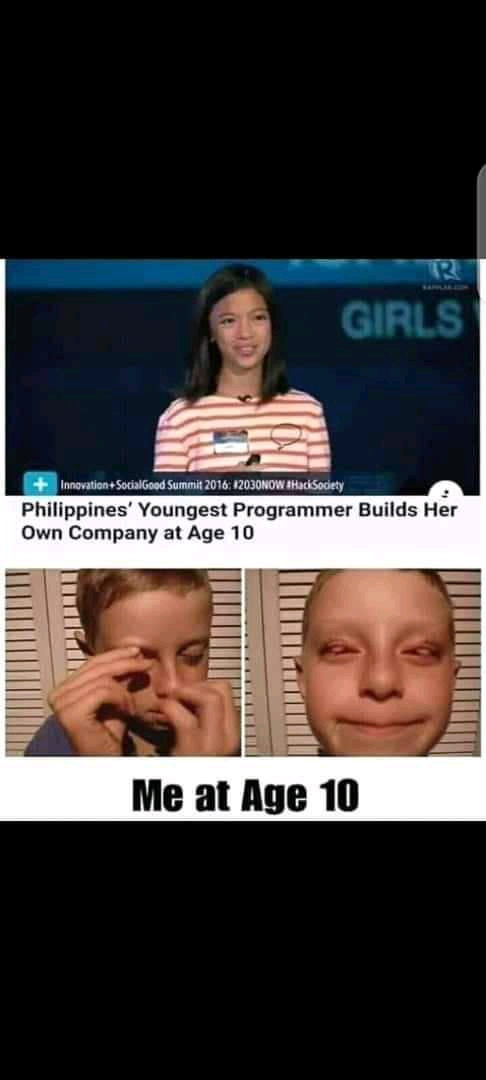 R
RAPPLER.COM
GIRLS
Innovation+SocialGood Summit 2016: #2030NOW #HackSociety
Philippines' Youngest Programmer Builds Her
Own Company at Age 10
Me at Age 10